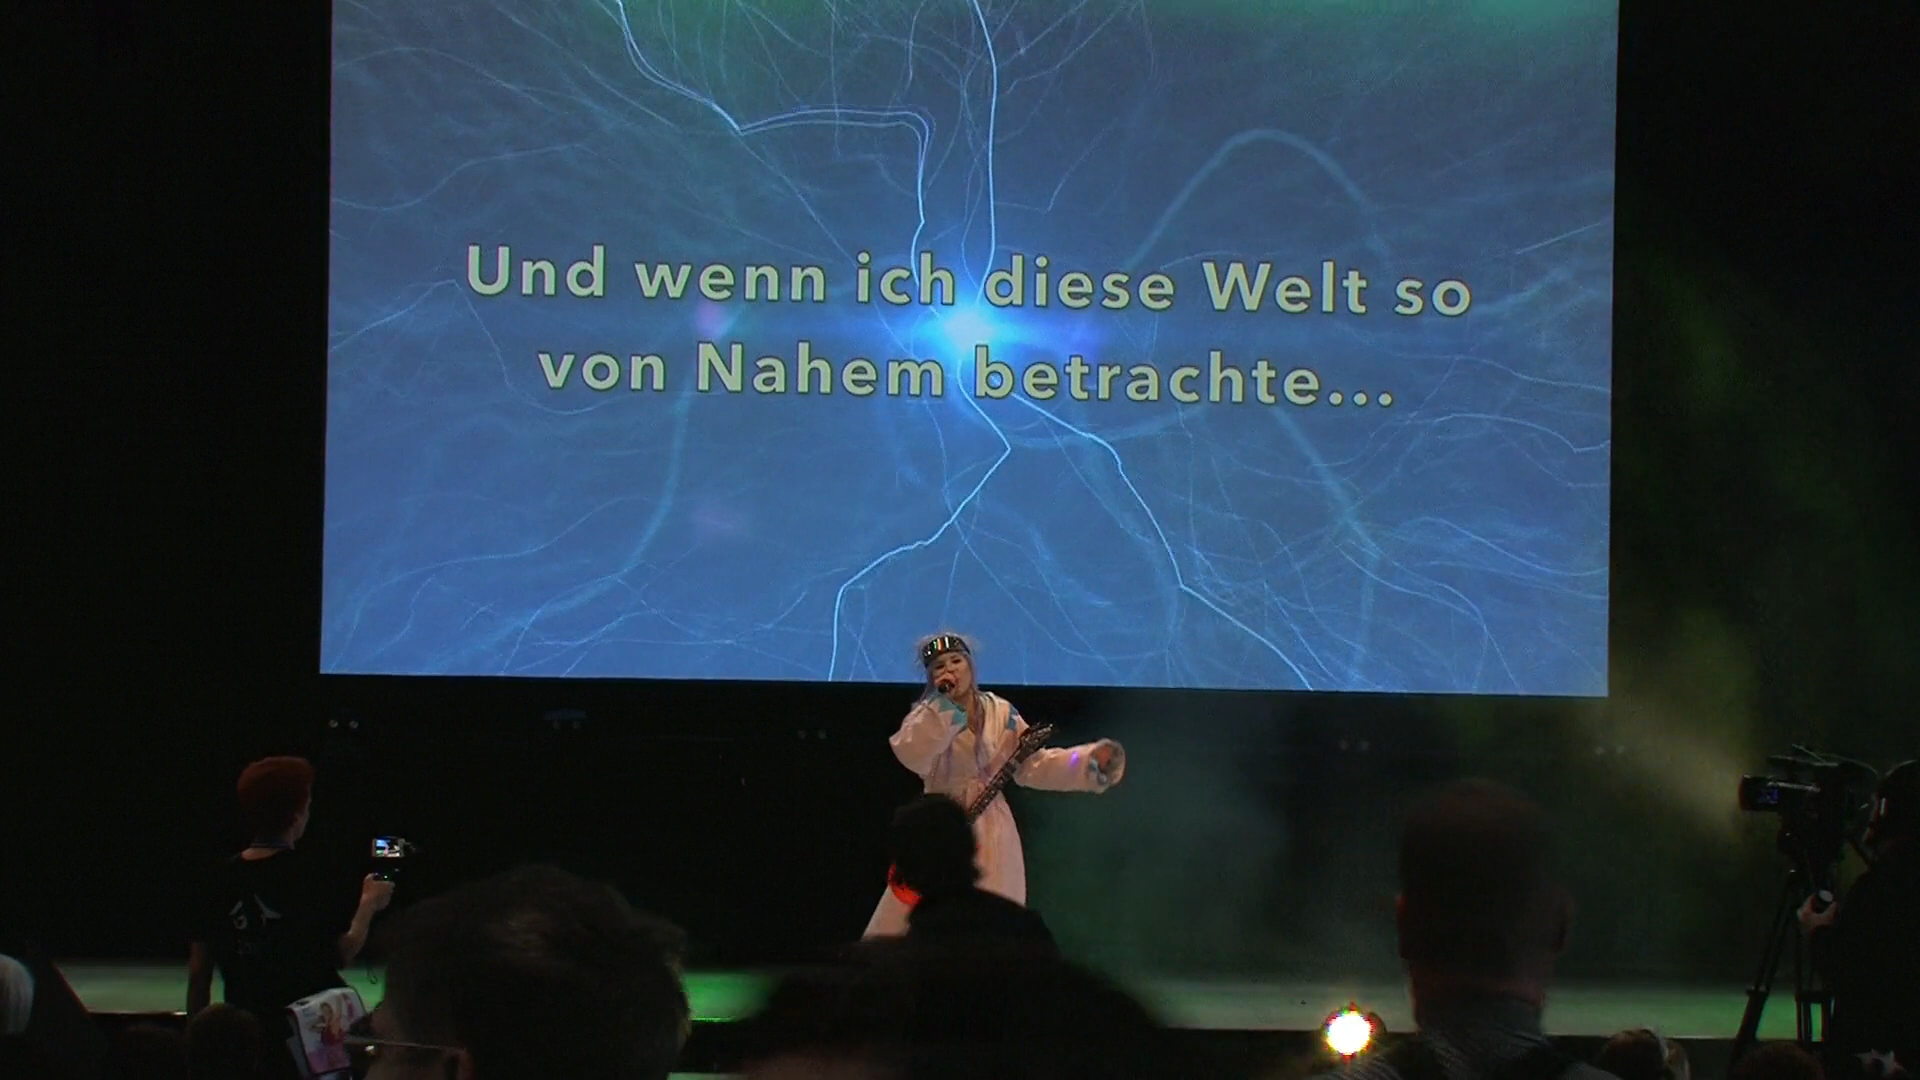 Und wenn ich diese Welt so
von Nahem betrachte...